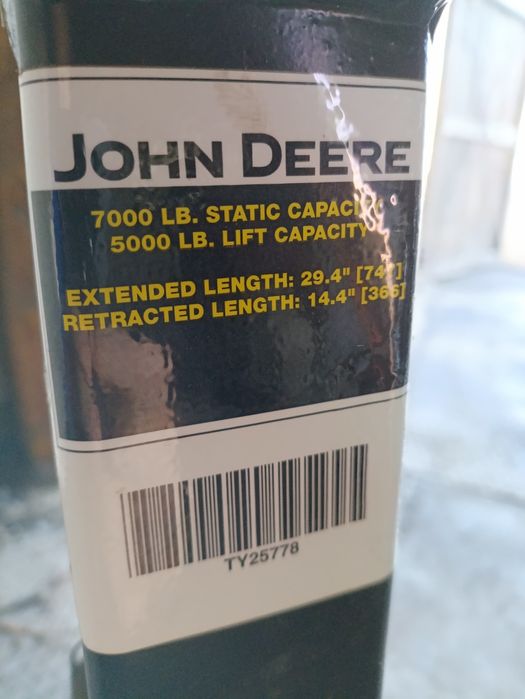 JOHN DEERE
7000 LB. STATIC CAPACITY
5000 LB. LIFT CAPACITY
EXTENDED LENGTH: 29.4"
RETRACTED LENGTH: 14.4" [366]
TY25778